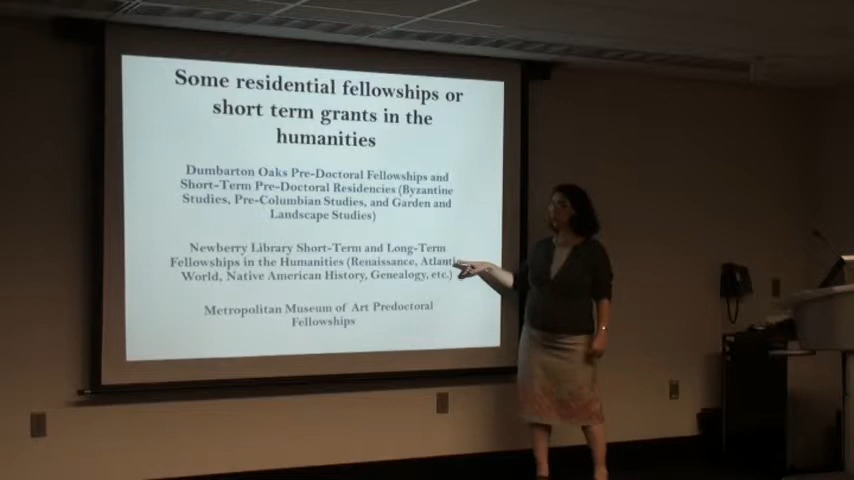 Some residential fellowships or
short term grants in the
humanities
Dumbarton Oaks Pre-Doctoral Fellowships and
Short-Term Pre-Doctoral Residencies (Byzantine
Studies, Pre-Columbian Studies, and Garden and
Landscape Studies)
Newberry Library Short-Term and Long-Term
Fellowships in the Humanities (Renaissance, Atlantic
World, Native American History, Genealogy, etc.)
Metropolitan Museum of Art Predoctoral
Fellowships